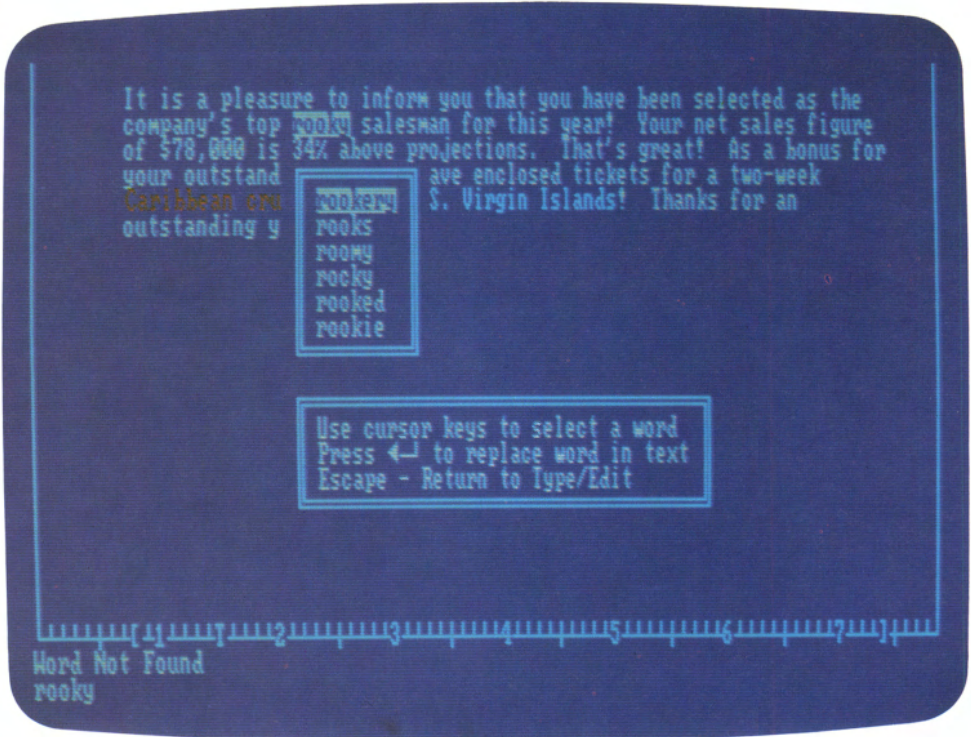 It is a pleasure to inform you that you have been selected as the
company's top rooky salesman for this year! Your net sales figure
of $78,000 is 34% above projections. That's great! As a bonus for
your outstand ave enclosed tickets for a two-week
Caribbean cru S. Virgin Islands! Thanks for an
outstanding y
rookery
rooks
roomy
rocky
rooked
rookie
Use cursor keys to select a word
Press ◄┘ to replace word in text
Escape - Return to Type/Edit
[ 1 T 2 3 4 5 6 7 ]
Word Not Found
rooky